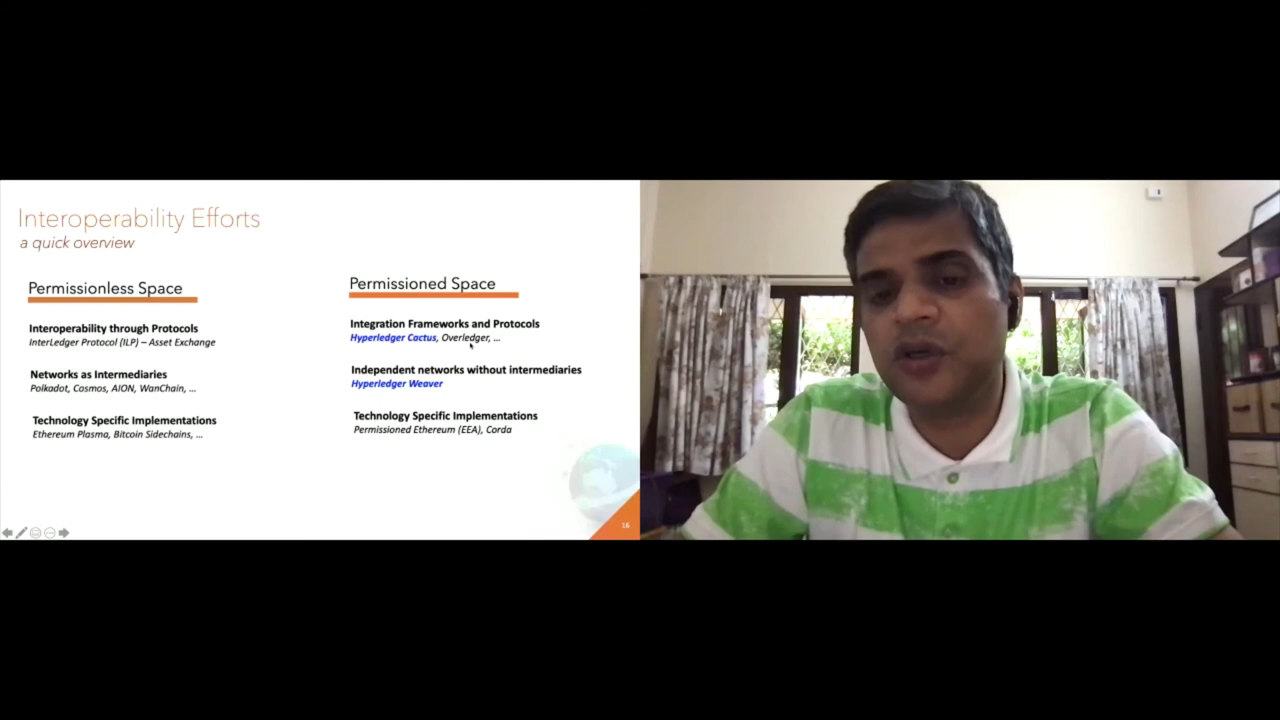 Interoperability Efforts
a quick overview
Permissionless Space
Interoperability through Protocols
InterLedger Protocol (ILP) – Asset Exchange
Networks as Intermediaries
Polkadot, Cosmos, AION, WanChain, ...
Technology Specific Implementations
Ethereum Plasma, Bitcoin Sidechains, ...
Permissioned Space
Integration Frameworks and Protocols
Hyperledger Cactus, Overledger, ...
Independent networks without intermediaries
Hyperledger Weaver
Technology Specific Implementations
Permissioned Ethereum (EEA), Corda
16